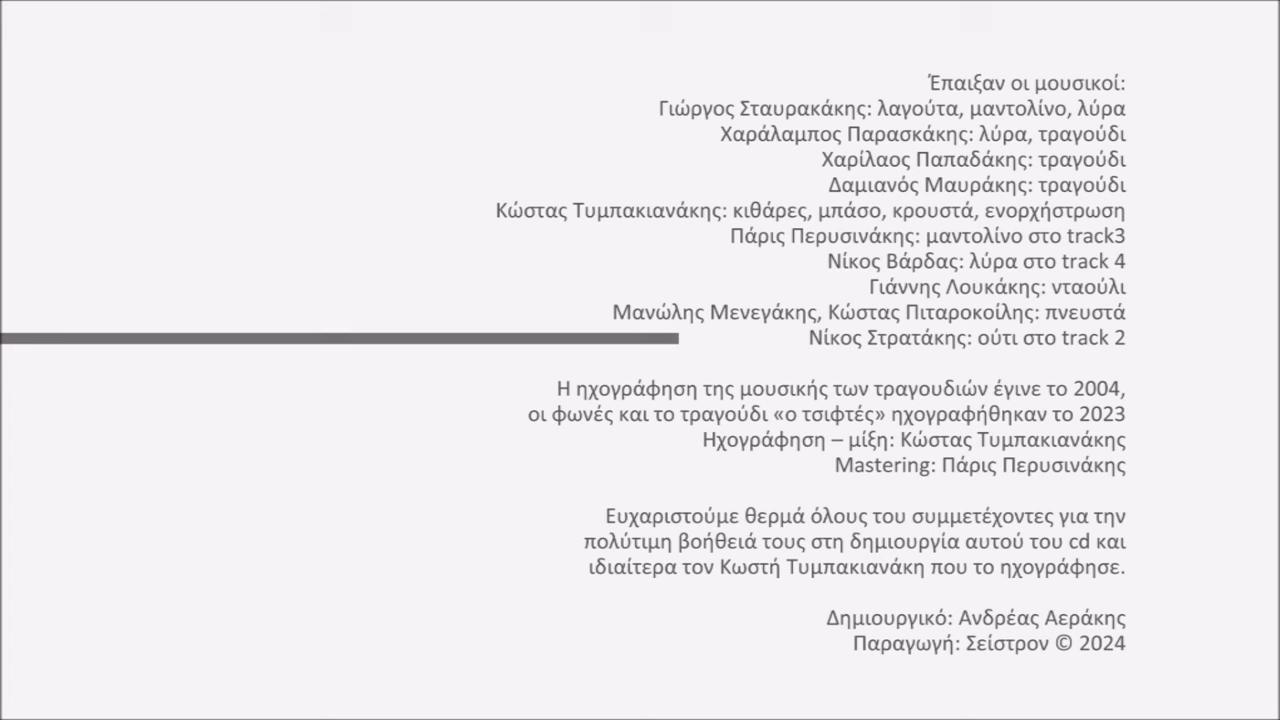 Έπαιξαν οι μουσικοί:
Γιώργος Σταυρακάκης: λαγούτα, μαντολίνο, λύρα
Χαράλαμπος Παρασκάκης: λύρα, τραγούδι
Χαρίλαος Παπαδάκης: τραγούδι
Δαμιανός Μαυράκης: τραγούδι
Κώστας Τυμπακιανάκης: κιθάρες, μπάσο, κρουστά, ενορχήστρωση
Πάρις Περυσινάκης: μαντολίνο στο track3
Νίκος Βάρδας: λύρα στο track 4
Γιάννης Λουκάκης: νταούλι
Μανώλης Μενεγάκης, Κώστας Πιταροκοίλης: πνευστά
Νίκος Στρατάκης: ούτι στο track 2
Η ηχογράφηση της μουσικής των τραγουδιών έγινε το 2004,
οι φωνές και το τραγούδι «ο τσιφτές» ηχογραφήθηκαν το 2023
Ηχογράφηση – μίξη: Κώστας Τυμπακιανάκης
Mastering: Πάρις Περυσινάκης
Ευχαριστούμε θερμά όλους του συμμετέχοντες για την
πολύτιμη βοήθειά τους στη δημιουργία αυτού του cd και
ιδιαίτερα τον Κωστή Τυμπακιανάκη που το ηχογράφησε.
Δημιουργικό: Ανδρέας Αεράκης
Παραγωγή: Σείστρον © 2024